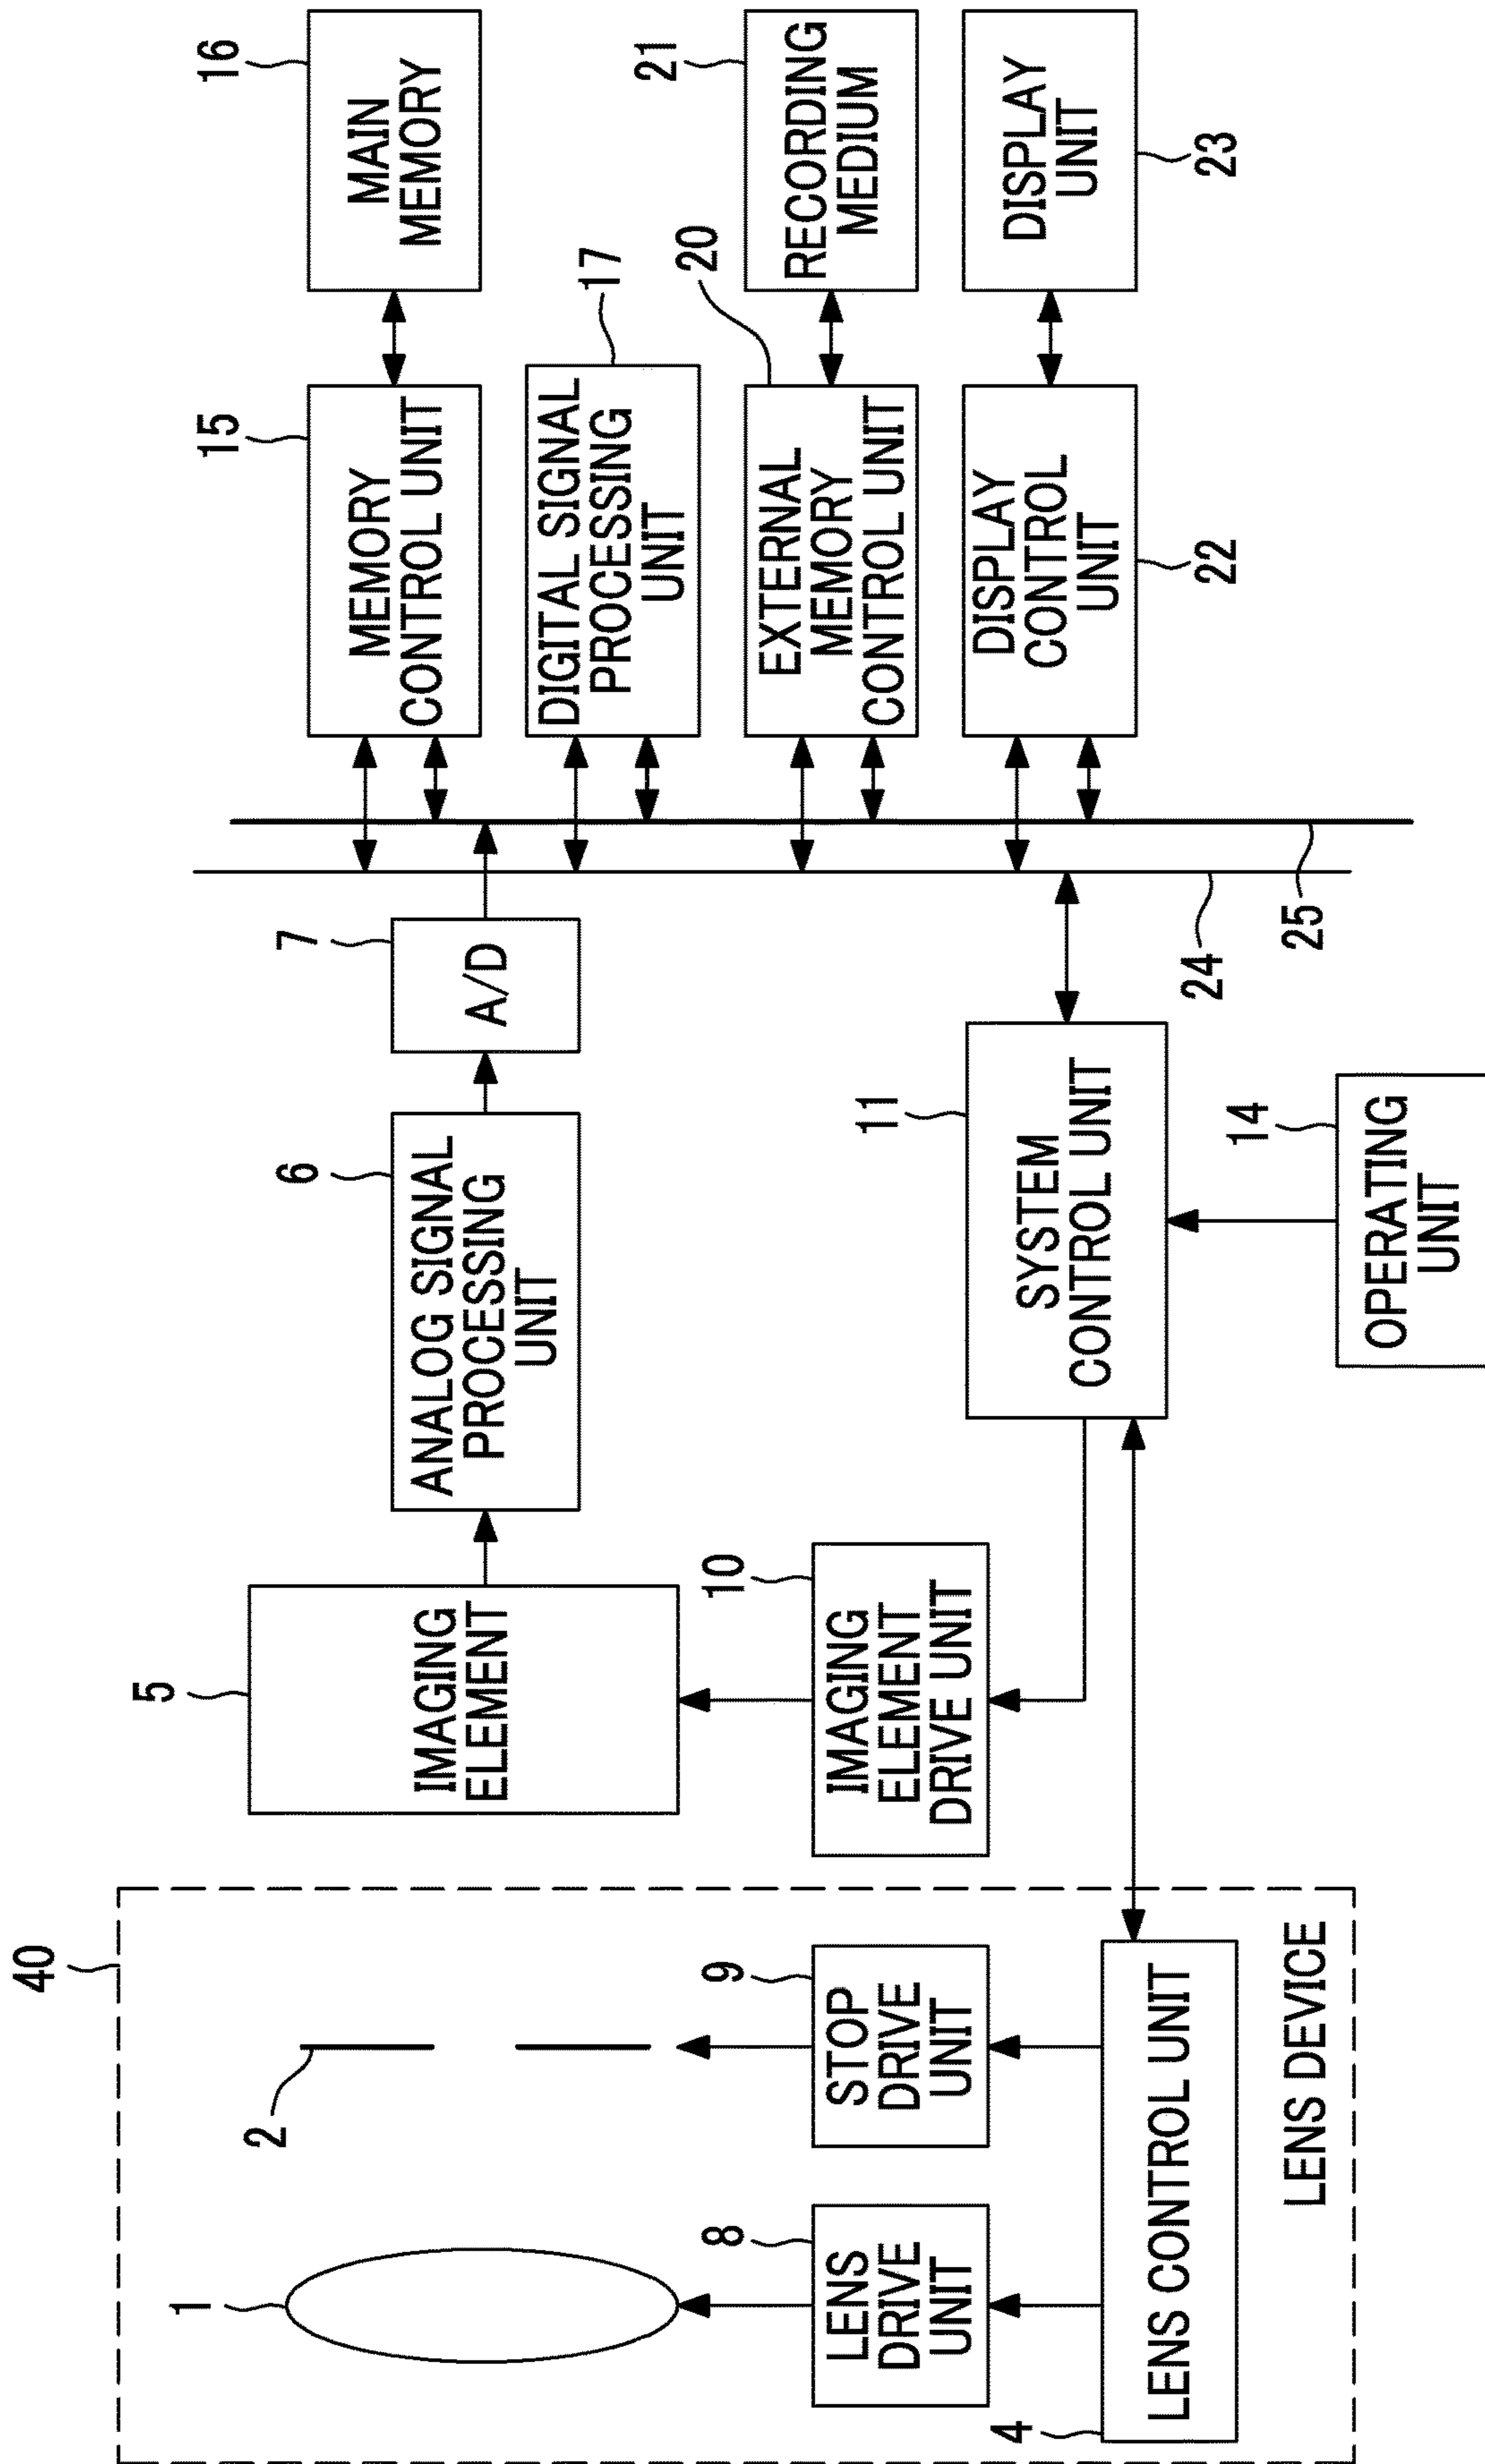 40
1
2
LENS
DRIVE
UNIT
8
STOP
DRIVE
UNIT
9
4
LENS CONTROL UNIT
LENS DEVICE
5
IMAGING
ELEMENT
10
IMAGING
ELEMENT
DRIVE UNIT
6
ANALOG SIGNAL
PROCESSING
UNIT
7
A/D
11
SYSTEM
CONTROL UNIT
14
OPERATING
UNIT
24
25
15
MEMORY
CONTROL UNIT
16
MAIN
MEMORY
17
DIGITAL SIGNAL
PROCESSING
UNIT
20
EXTERNAL
MEMORY
CONTROL UNIT
21
RECORDING
MEDIUM
DISPLAY
CONTROL
UNIT
22
DISPLAY
UNIT
23